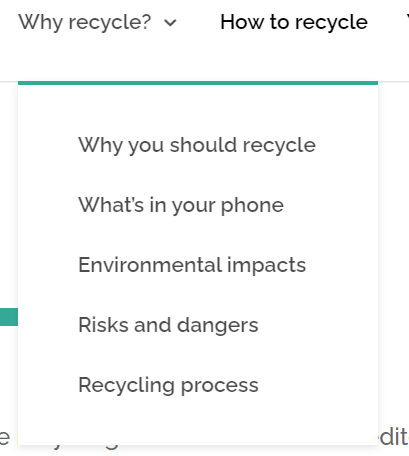 Why recycle? How to recycle
Why you should recycle
What's in your phone
Environmental impacts
Risks and dangers
Recycling process